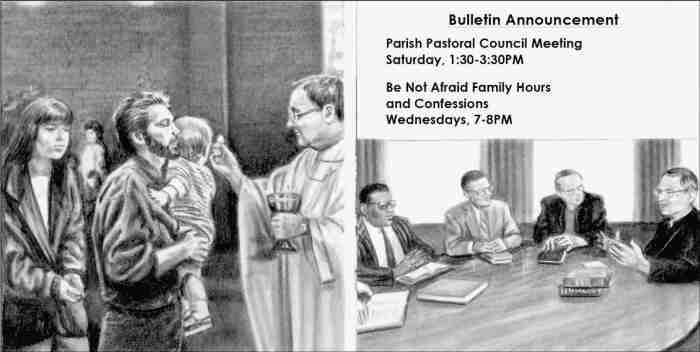 Bulletin Announcement
Parish Pastoral Council Meeting
Saturday, 1:30-3:30PM
Be Not Afraid Family Hours
and Confessions
Wednesdays, 7-8PM